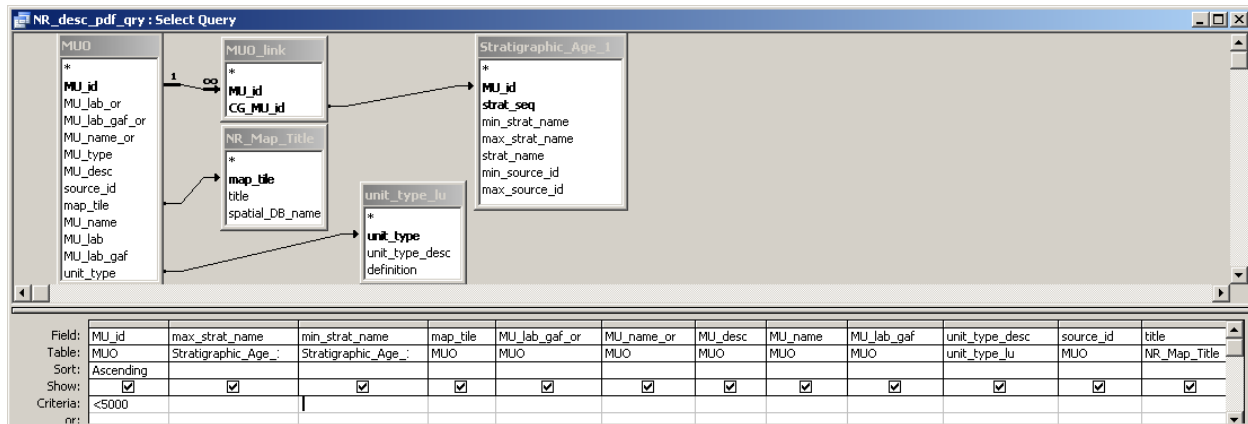 NR_desc_pdf_qry : Select Query
MUO
*
MU_id
MU_lab_or
MU_lab_gaf_or
MU_name_or
MU_type
MU_desc
source_id
map_tile
MU_name
MU_lab
MU_lab_gaf
unit_type
1 ∞
MUO_link
*
MU_id
CG_MU_id
NR_Map_Title
*
map_tile
title
spatial_DB_name
unit_type_lu
*
unit_type
unit_type_desc
definition
Stratigraphic_Age_1
*
MU_id
strat_seq
min_strat_name
max_strat_name
strat_name
min_source_id
max_source_id
Field: MU_id max_strat_name min_strat_name map_tile MU_lab_gaf_or MU_name_or MU_desc MU_name MU_lab_gaf unit_type_desc source_id title
Table: MUO Stratigraphic_Age_: Stratigraphic_Age_: MUO MUO MUO MUO MUO MUO unit_type_lu MUO NR_Map_Title
Sort: Ascending
Show:
Criteria: <5000
or: